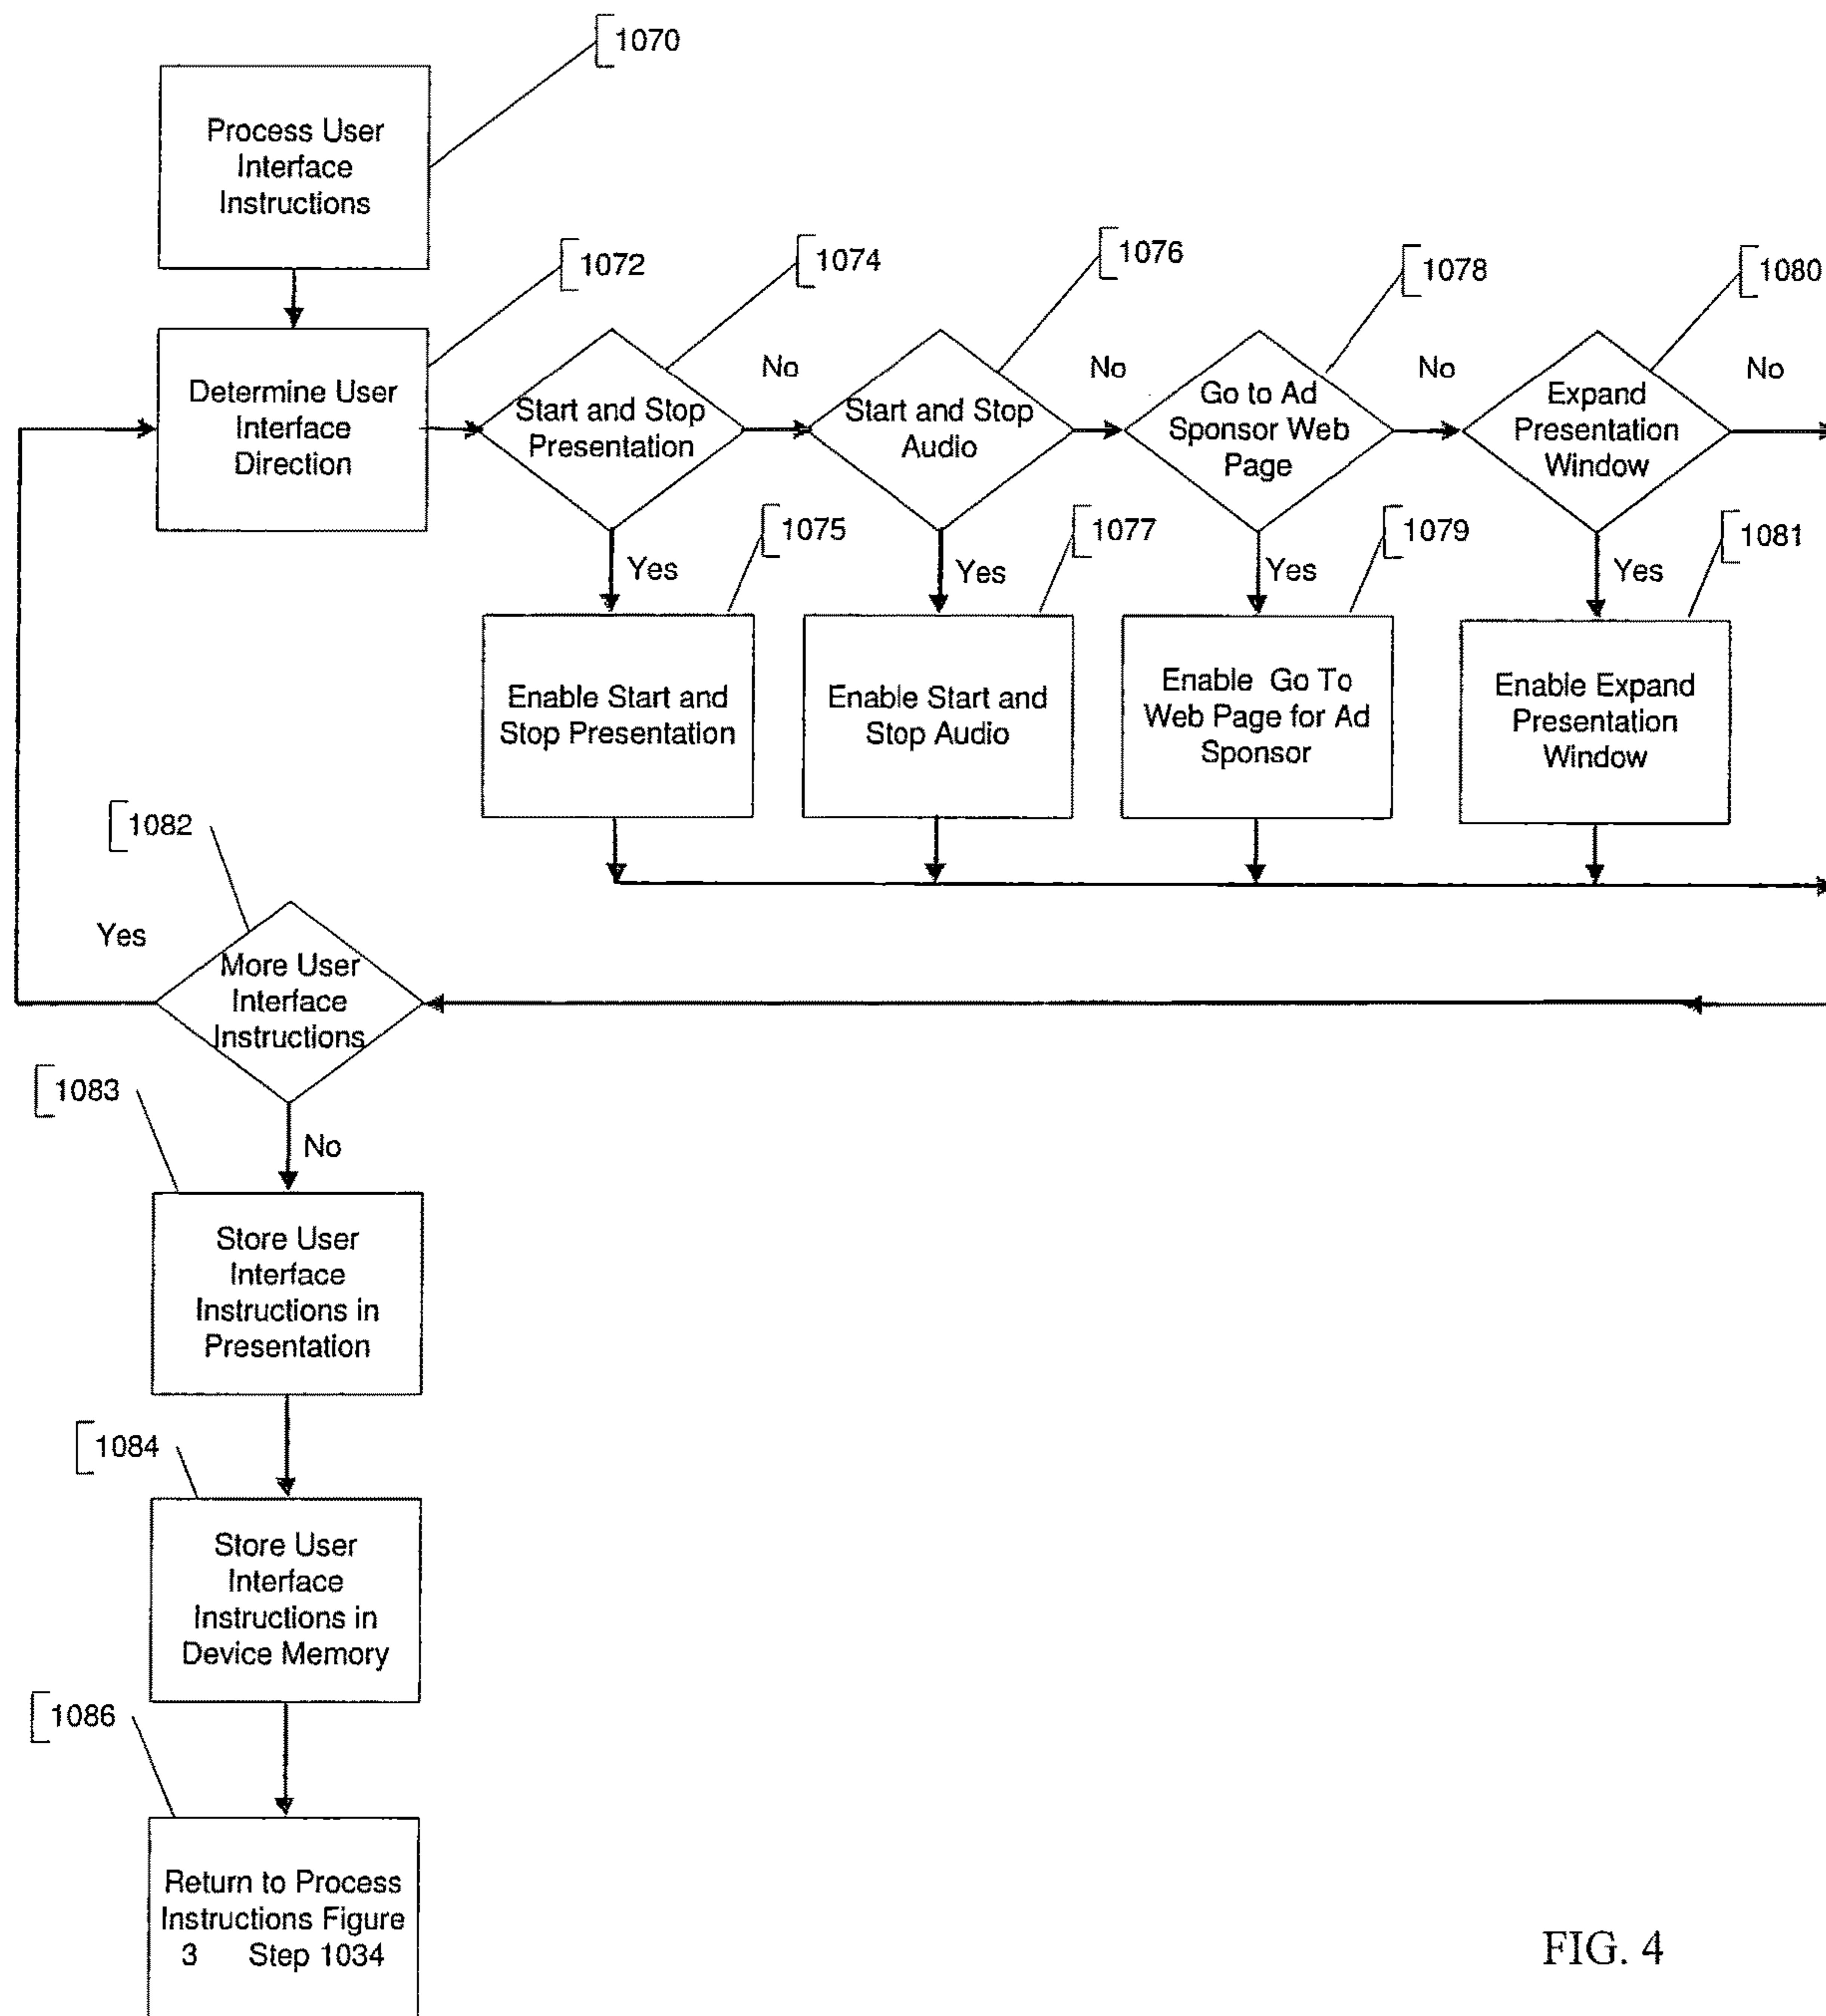 1070
Process User
Interface
Instructions
1072
1074
1076
1078
1080
Determine User
Interface
Direction
Start and Stop
Presentation
No
Start and Stop
Audio
No
Go to Ad
Sponsor Web
Page
No
Expand
Presentation
Window
No
1075
Yes
1077
Yes
1079
Yes
1081
Yes
Enable Start and
Stop Presentation
Enable Start and
Stop Audio
Enable Go To
Web Page for Ad
Sponsor
Enable Expand
Presentation
Window
1082
Yes
More User
Interface
Instructions
1083
No
Store User
Interface
Instructions in
Presentation
1084
Store User
Interface
Instructions in
Device Memory
1086
Return to Process
Instructions Figure
3 Step 1034
FIG. 4